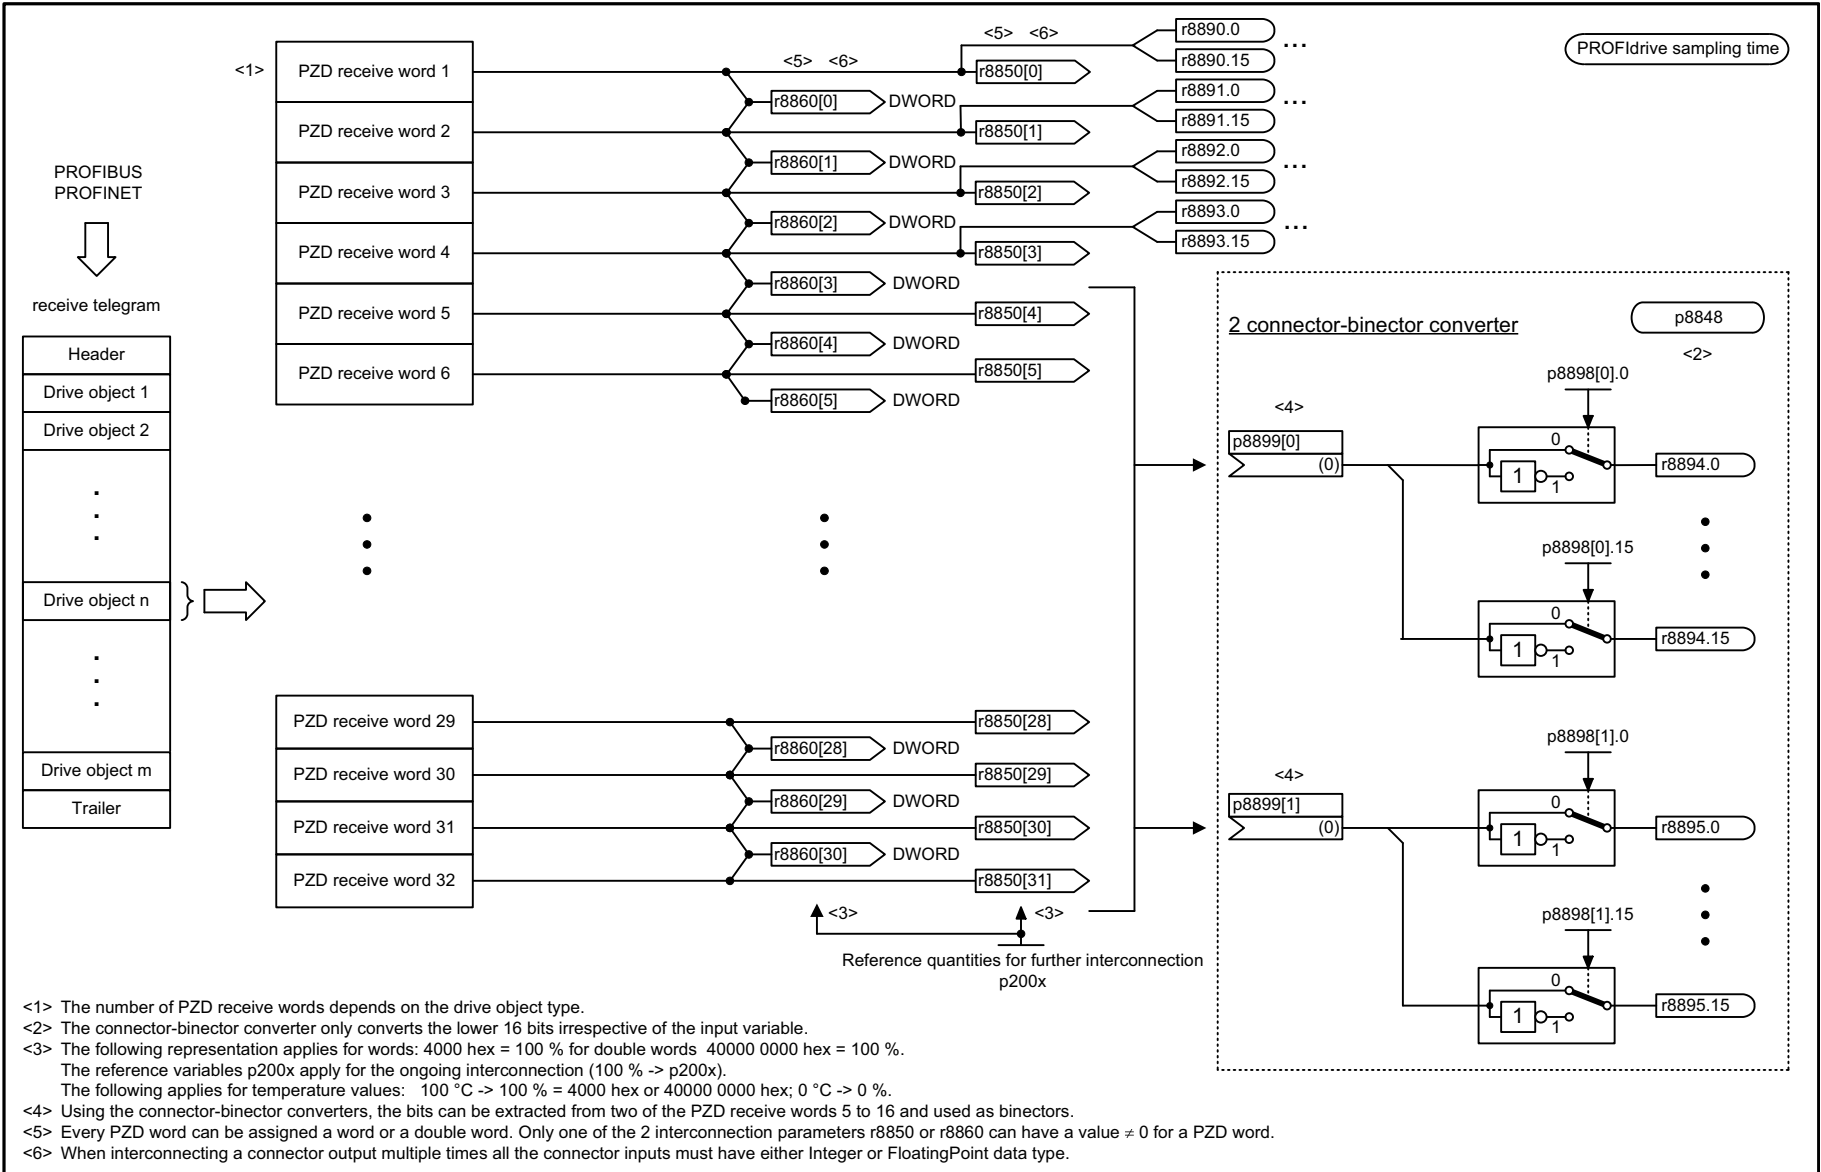 PROFIdrive sampling time
PROFIBUS
PROFINET
receive telegram
Header
Drive object 1
Drive object 2
Drive object n
Drive object m
Trailer
<1>
PZD receive word 1
PZD receive word 2
PZD receive word 3
PZD receive word 4
PZD receive word 5
PZD receive word 6
PZD receive word 29
PZD receive word 30
PZD receive word 31
PZD receive word 32
<5> <6>
r8860[0] DWORD
r8860[1] DWORD
r8860[2] DWORD
r8860[3] DWORD
r8860[4] DWORD
r8860[5] DWORD
r8860[28] DWORD
r8860[29] DWORD
r8860[30] DWORD
<5> <6>
r8850[0]
r8850[1]
r8850[2]
r8850[3]
r8850[4]
r8850[5]
r8850[28]
r8850[29]
r8850[30]
r8850[31]
<3>
<3>
Reference quantities for further interconnection
p200x
r8890.0
...
r8890.15
r8891.0
...
r8891.15
r8892.0
...
r8892.15
r8893.0
...
r8893.15
2 connector-binector converter
p8848
<2>
p8898[0].0
<4>
p8899[0]
(0)
0
1
1
r8894.0
p8898[0].15
0
1
1
r8894.15
p8898[1].0
<4>
p8899[1]
(0)
0
1
1
r8895.0
p8898[1].15
0
1
1
r8895.15
<1> The number of PZD receive words depends on the drive object type.
<2> The connector-binector converter only converts the lower 16 bits irrespective of the input variable.
<3> The following representation applies for words: 4000 hex = 100 % for double words 40000 0000 hex = 100 %.
The reference variables p200x apply for the ongoing interconnection (100 % -> p200x).
The following applies for temperature values: 100 °C -> 100 % = 4000 hex or 40000 0000 hex; 0 °C -> 0 %.
<4> Using the connector-binector converters, the bits can be extracted from two of the PZD receive words 5 to 16 and used as binectors.
<5> Every PZD word can be assigned a word or a double word. Only one of the 2 interconnection parameters r8850 or r8860 can have a value ≠ 0 for a PZD word.
<6> When interconnecting a connector output multiple times all the connector inputs must have either Integer or FloatingPoint data type.